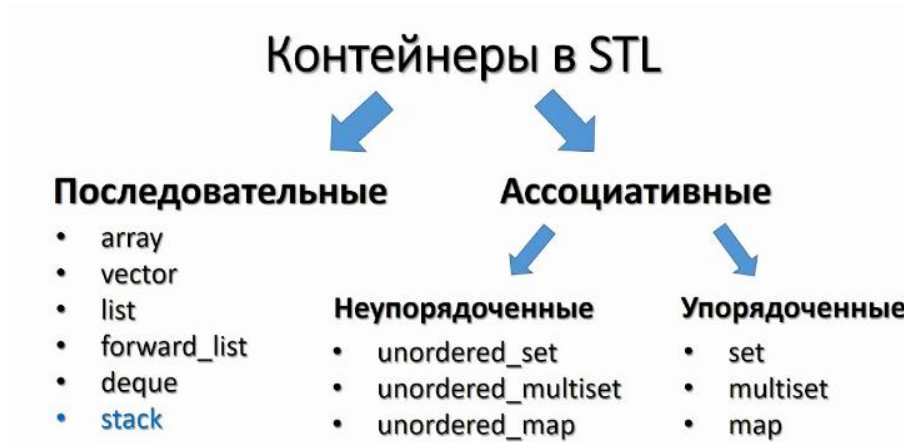 Контейнеры в STL
Последовательные
• array
• vector
• list
• forward_list
• deque
• stack
Ассоциативные
Неупорядоченные
• unordered_set
• unordered_multiset
• unordered_map
Упорядоченные
• set
• multiset
• map